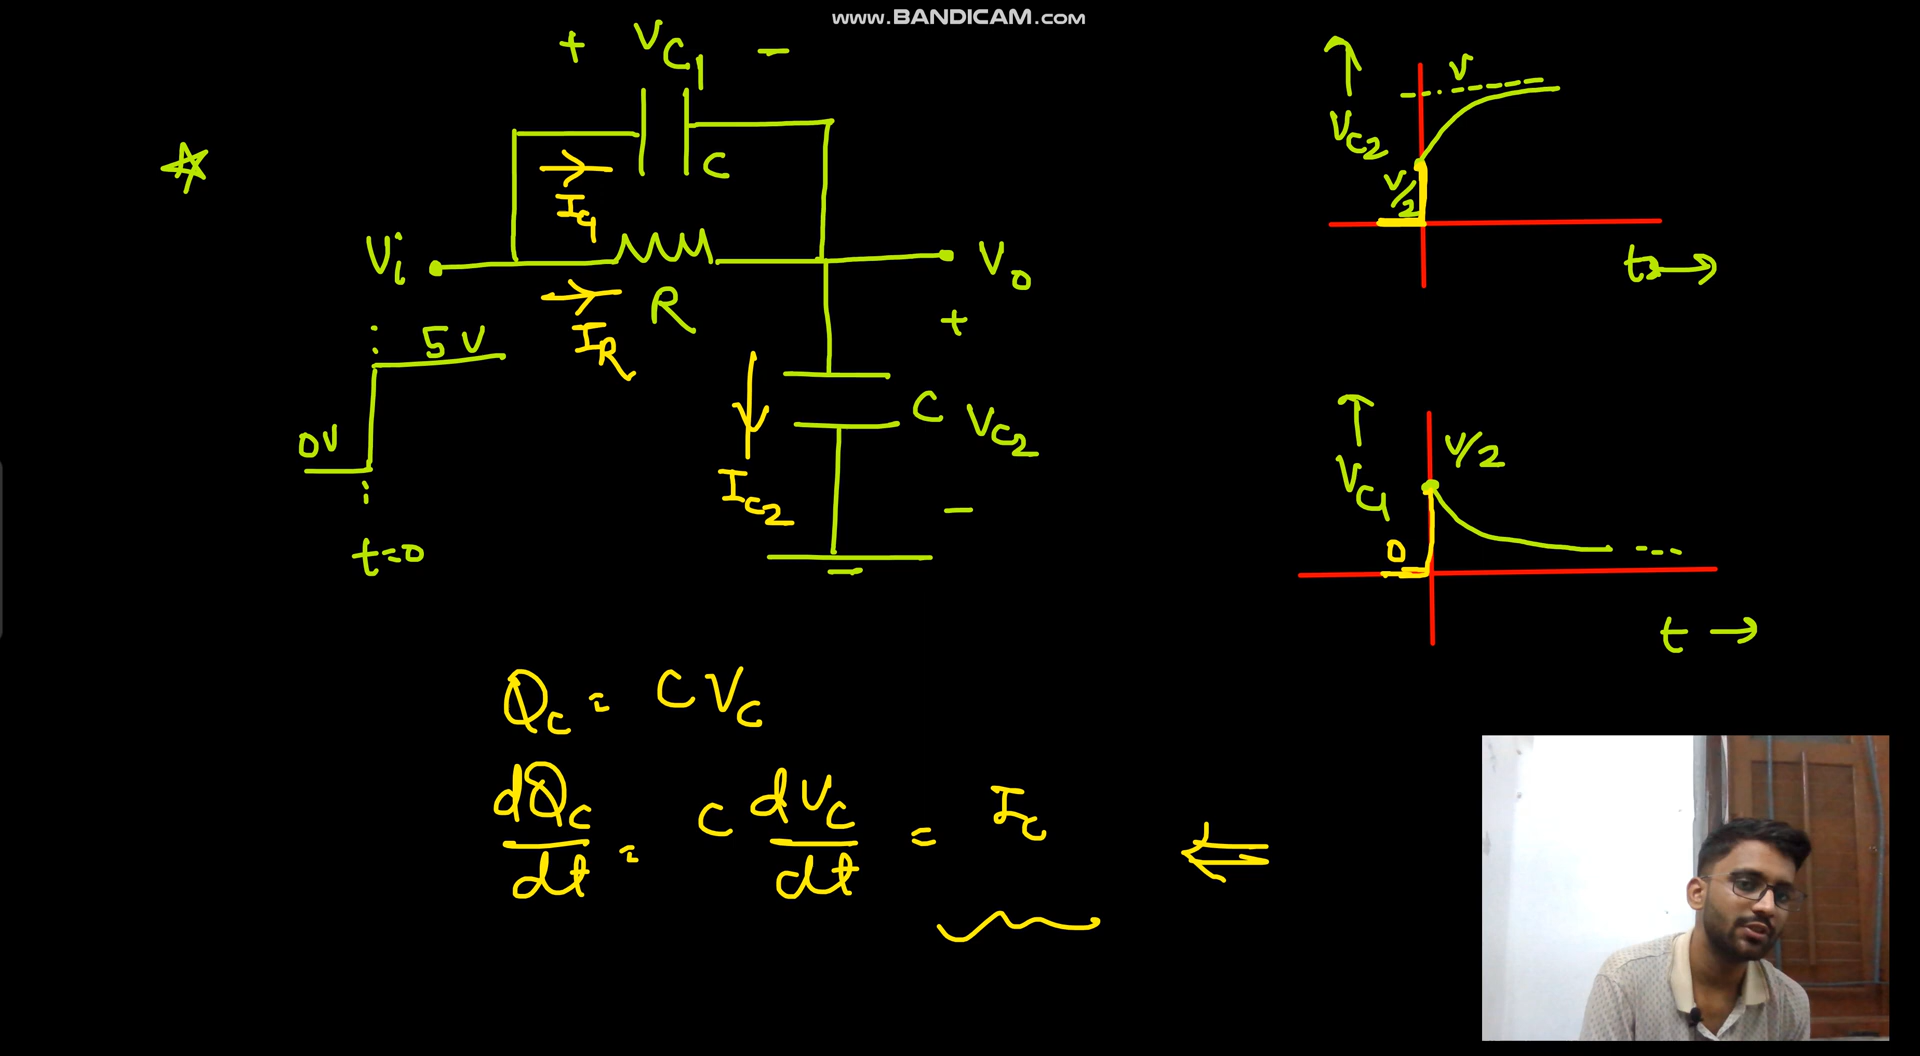 www.BANDICAM.com
+ VC1 -
C
IC1
Vi
R
IR
Vo
+
5V
0V
t=0
C VC2
IC2
-
VC2
V
V/2
t
VC1
V/2
0
t
QC = C VC
dQC/dt = C dVC/dt = IC